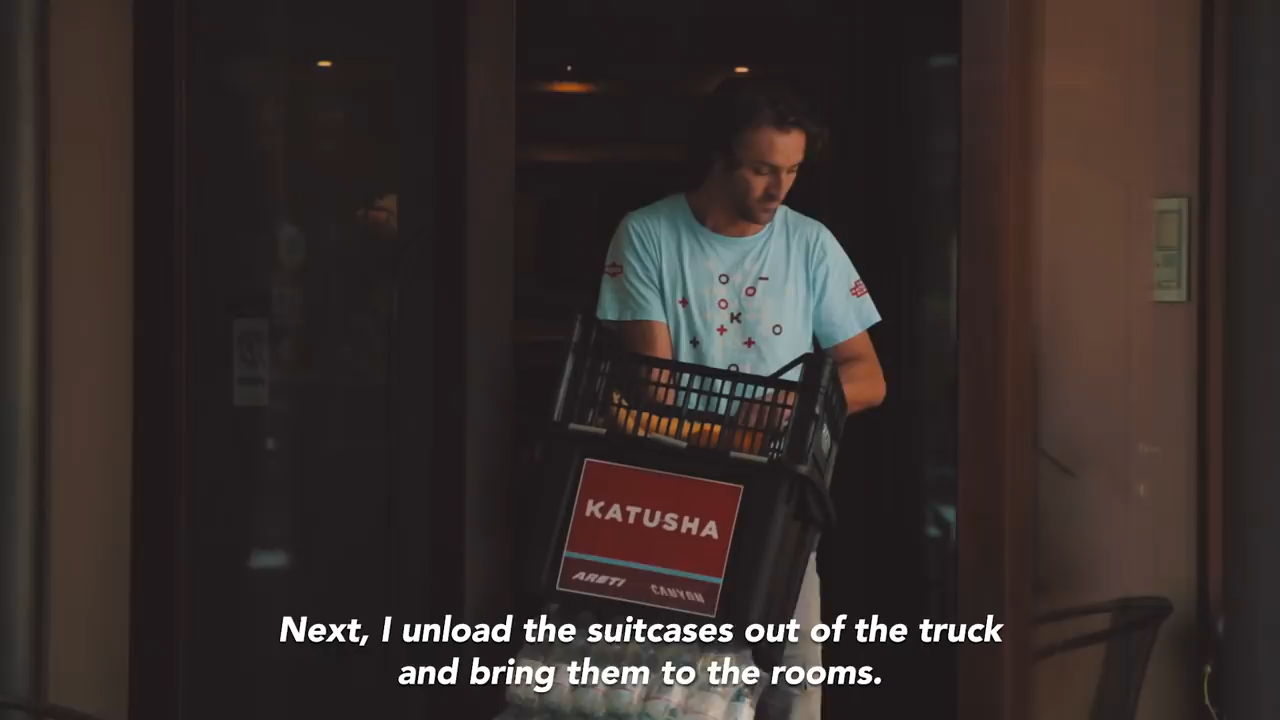 K
KATUSHA
ARETI CANYON
Next, I unload the suitcases out of the truck
and bring them to the rooms.